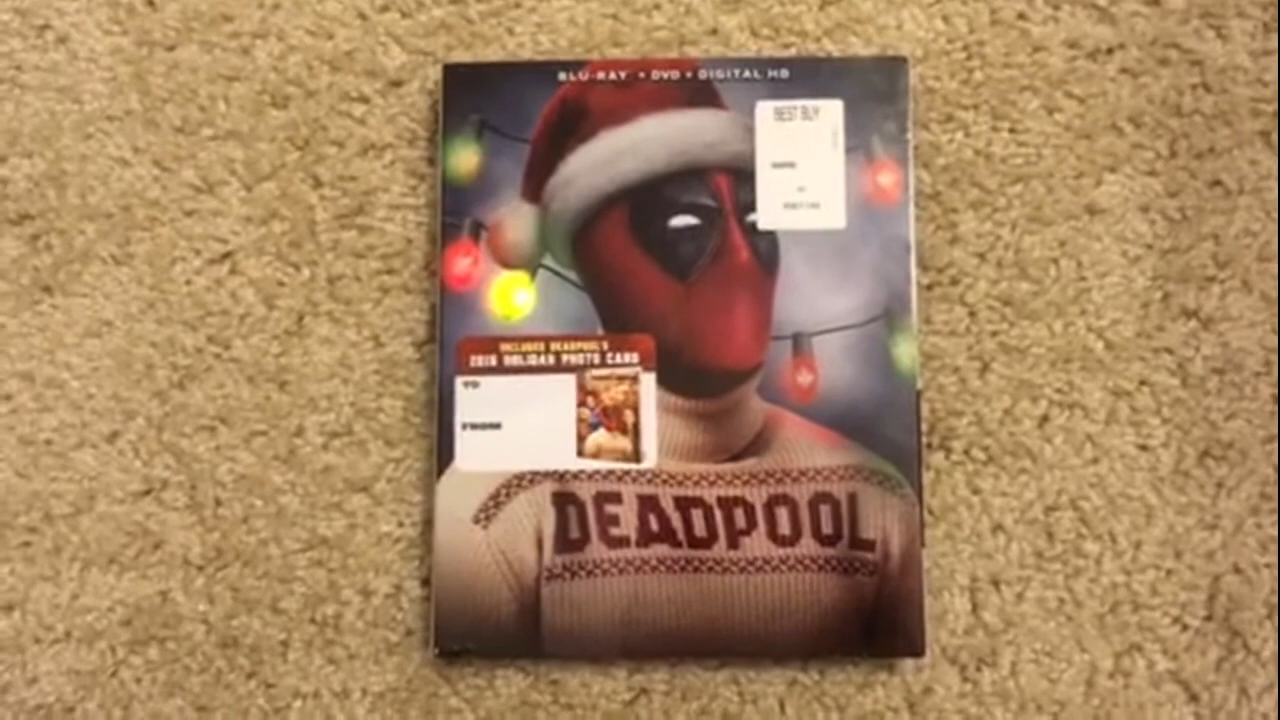 BLU-RAY + DVD + DIGITAL HD
BEST BUY
INCLUDES DEADPOOL'S
2016 HOLIDAY PHOTO CARD
TO
FROM
DEADPOOL